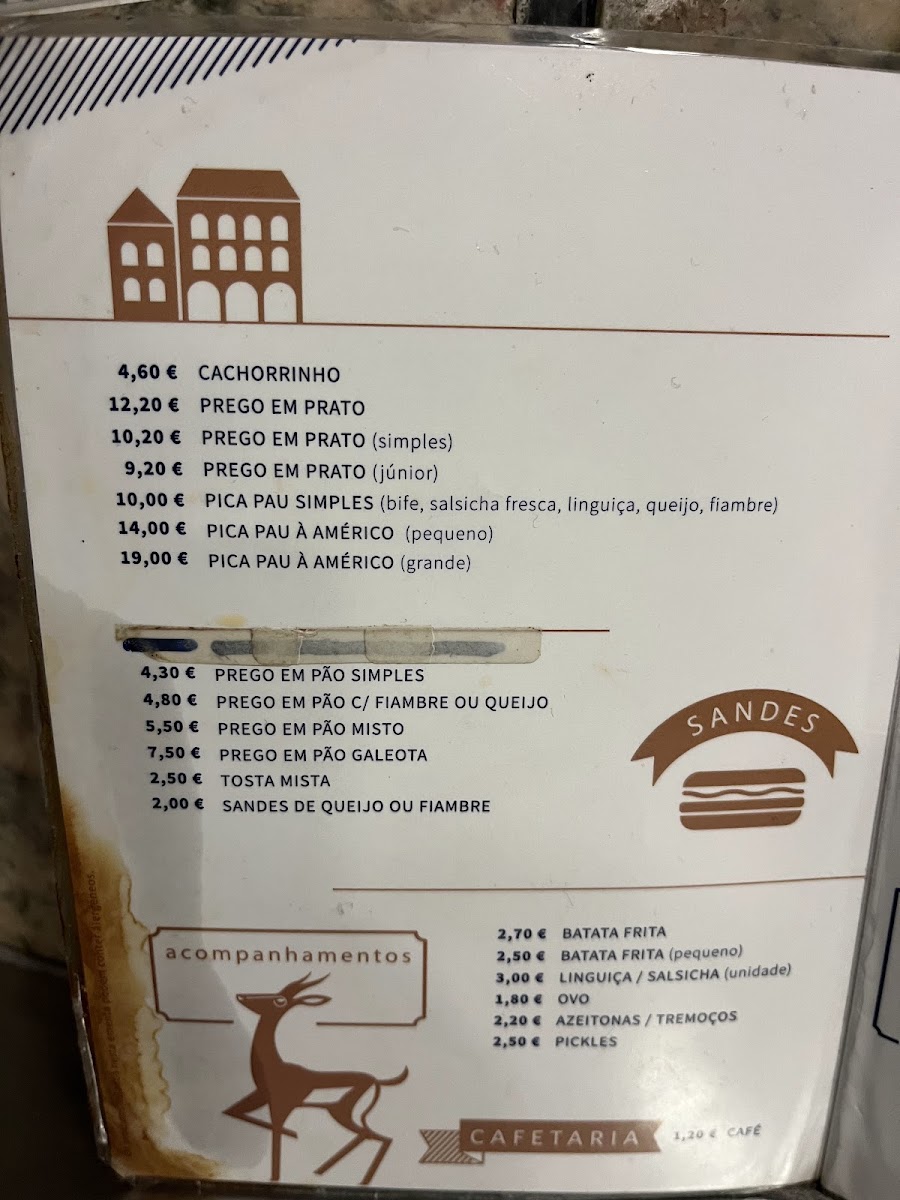 4,60 € CACHORRINHO
12,20 € PREGO EM PRATO
10,20 € PREGO EM PRATO (simples)
9,20 € PREGO EM PRATO (júnior)
10,00 € PICA PAU SIMPLES (bife, salsicha fresca, linguiça, queijo, fiambre)
14,00 € PICA PAU À AMÉRICO (pequeno)
19,00 € PICA PAU À AMÉRICO (grande)
4,30 € PREGO EM PÃO SIMPLES
4,80 € PREGO EM PÃO C/ FIAMBRE OU QUEIJO
5,50 € PREGO EM PÃO MISTO
7,50 € PREGO EM PÃO GALEOTA
2,50 € TOSTA MISTA
2,00 € SANDES DE QUEIJO OU FIAMBRE
SANDES
acompanhamentos
2,70 € BATATA FRITA
2,50 € BATATA FRITA (pequeno)
3,00 € LINGUIÇA / SALSICHA (unidade)
1,80 € OVO
2,20 € AZEITONAS / TREMOÇOS
2,50 € PICKLES
CAFETARIA
1,20 € CAFÉ
nesta ementa podem conter alergéneos.